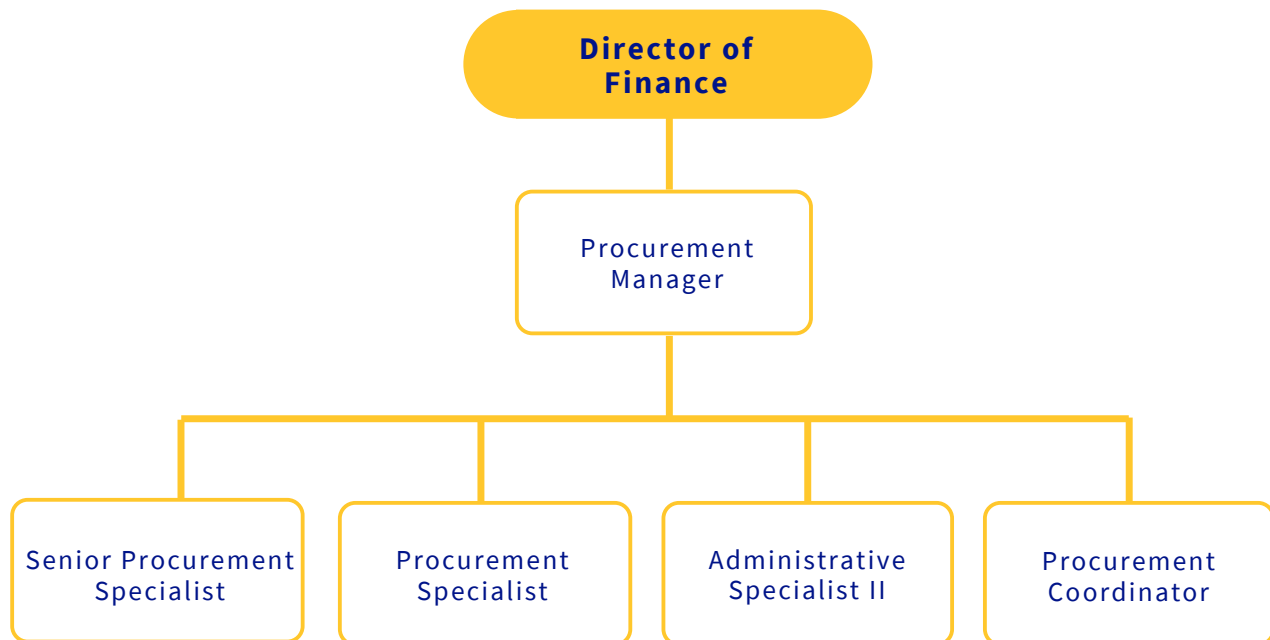 Director of
Finance
Procurement
Manager
Senior Procurement
Specialist
Procurement
Specialist
Administrative
Specialist II
Procurement
Coordinator